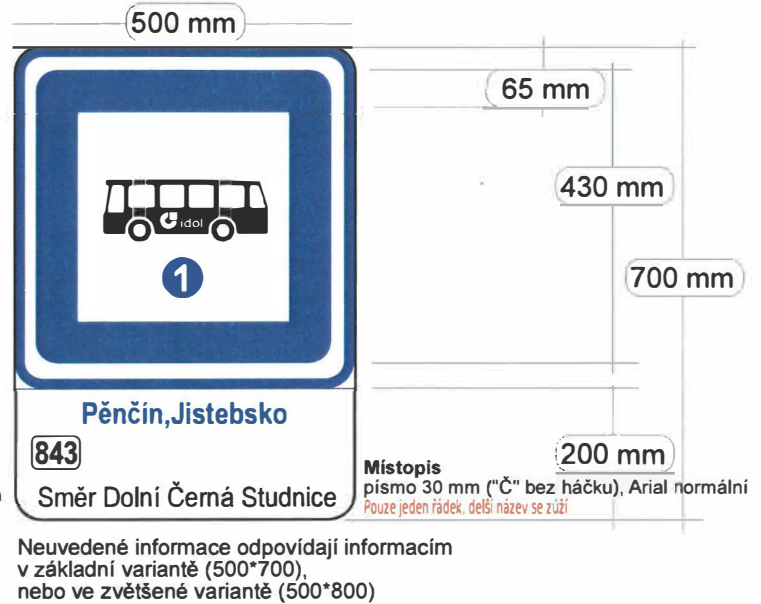 500 mm
65 mm
430 mm
700 mm
idol
1
Pěnčín,Jistebsko
843
200 mm
Směr Dolní Černá Studnice
Místopis
písmo 30 mm ("Č" bez háčku), Arial normální
Pouze jeden řádek, delší název se zúží
Neuvedené informace odpovídají informacím
v základní variantě (500*700),
nebo ve zvětšené variantě (500*800)